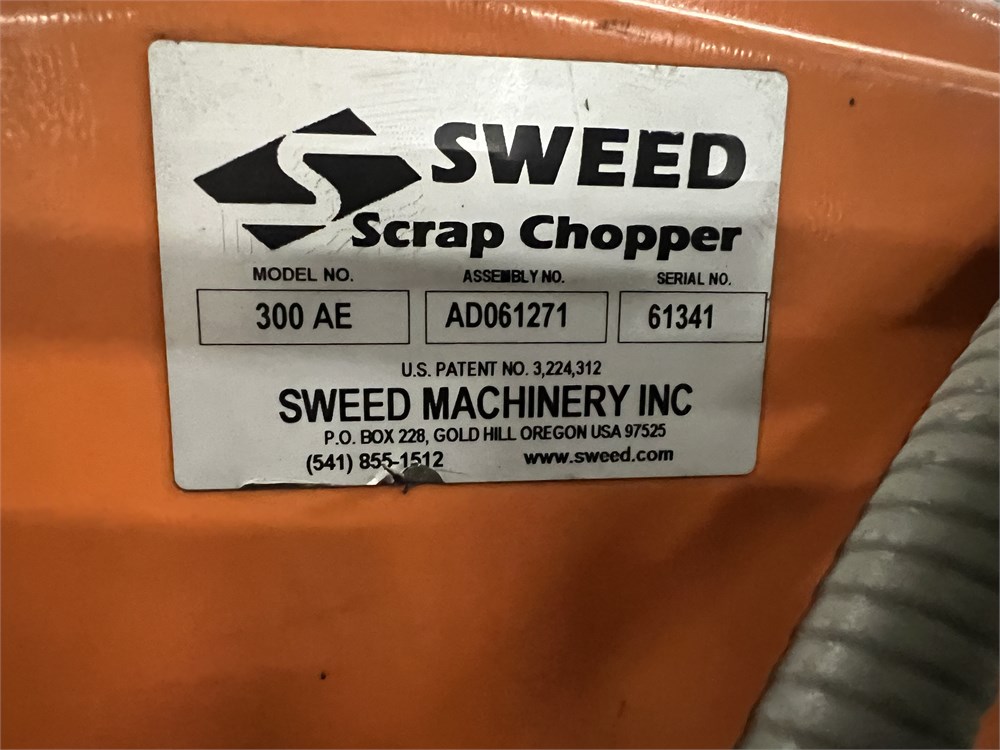 SWEED
Scrap Chopper
MODEL NO. ASSEMBLY NO. SERIAL NO.
300 AE AD061271 61341
U.S. PATENT NO. 3,224,312
SWEED MACHINERY INC
P.O. BOX 228, GOLD HILL OREGON USA 97525
(541) 855-1512 www.sweed.com